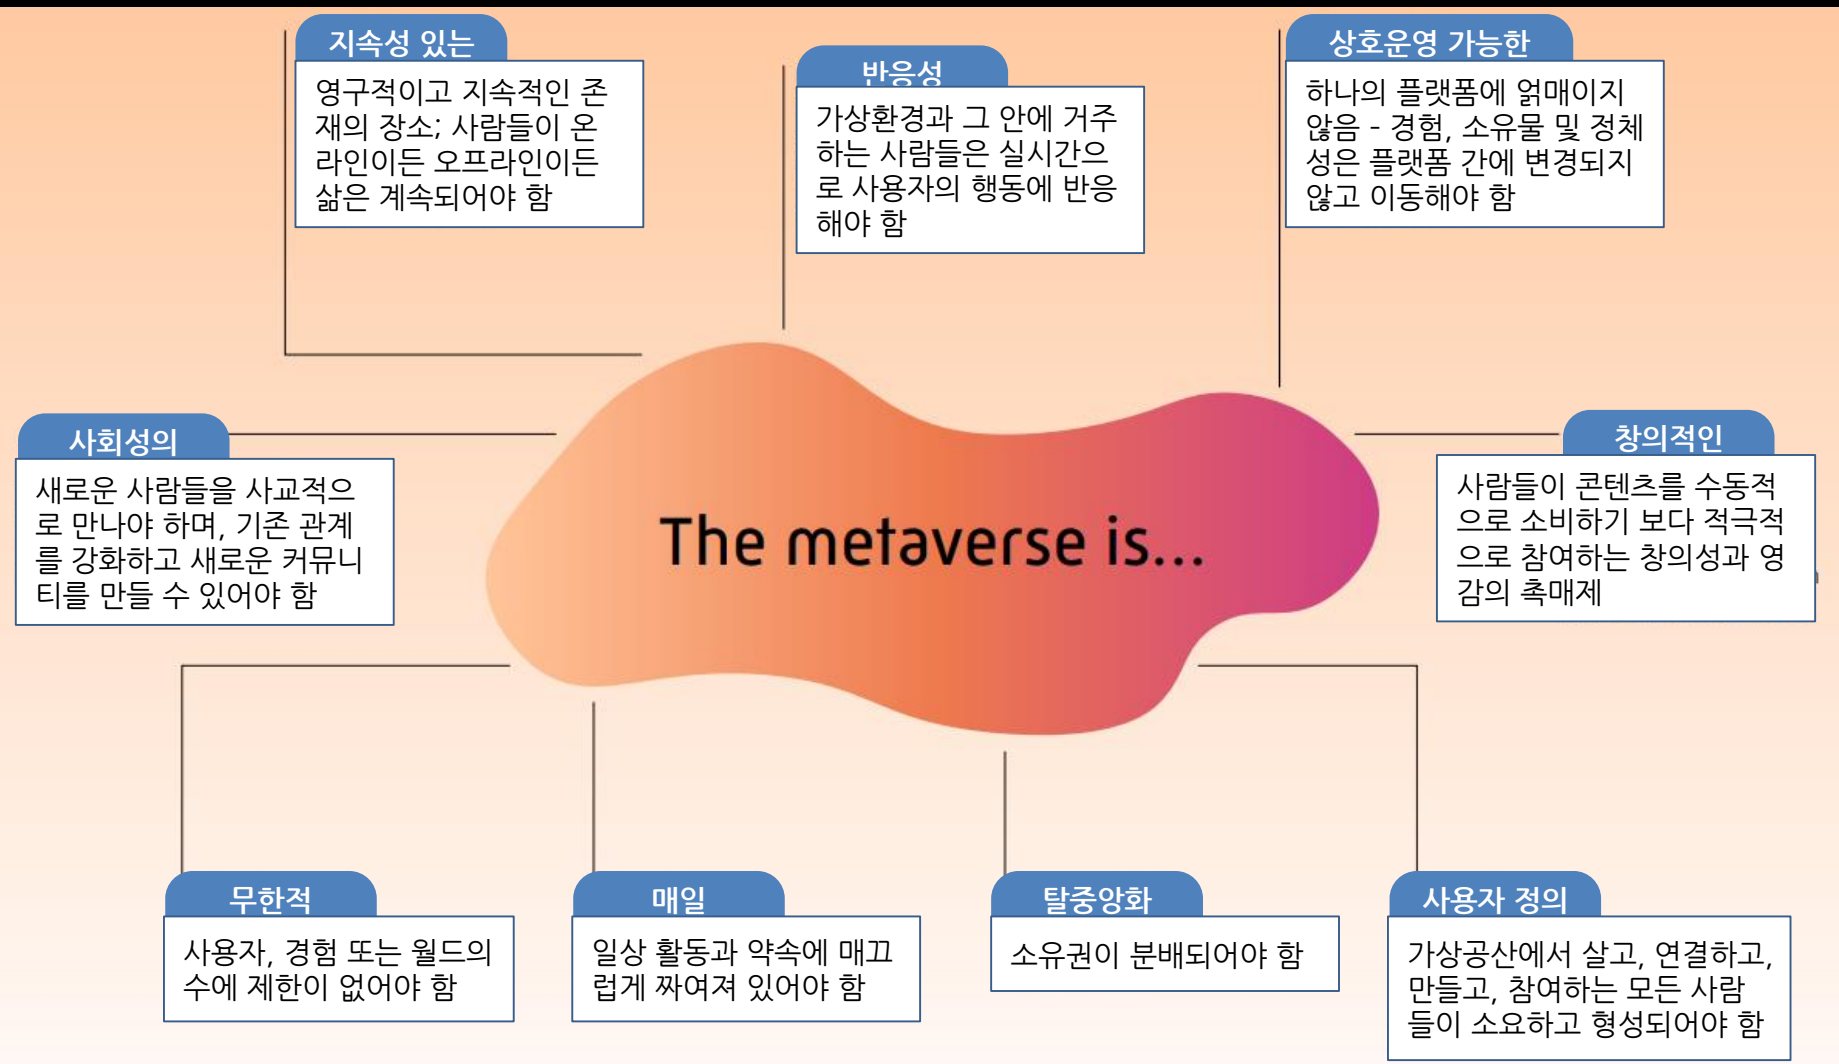 지속성 있는
영구적이고 지속적인 존
재의 장소; 사람들이 온
라인이든 오프라인이든
삶은 계속되어야 함
반응성
가상환경과 그 안에 거주
하는 사람들은 실시간으
로 사용자의 행동에 반응
해야 함
상호운영 가능한
하나의 플랫폼에 얽매이지
않음 - 경험, 소유물 및 정체
성은 플랫폼 간에 변경되지
않고 이동해야 함
사회성의
새로운 사람들을 사교적으
로 만나야 하며, 기존 관계
를 강화하고 새로운 커뮤니
티를 만들 수 있어야 함
The metaverse is...
창의적인
사람들이 콘텐츠를 수동적
으로 소비하기 보다 적극적
으로 참여하는 창의성과 영
감의 촉매제
무한적
사용자, 경험 또는 월드의
수에 제한이 없어야 함
매일
일상 활동과 약속에 매끄
럽게 짜여져 있어야 함
탈중앙화
소유권이 분배되어야 함
사용자 정의
가상공산에서 살고, 연결하고,
만들고, 참여하는 모든 사람
들이 소요하고 형성되어야 함